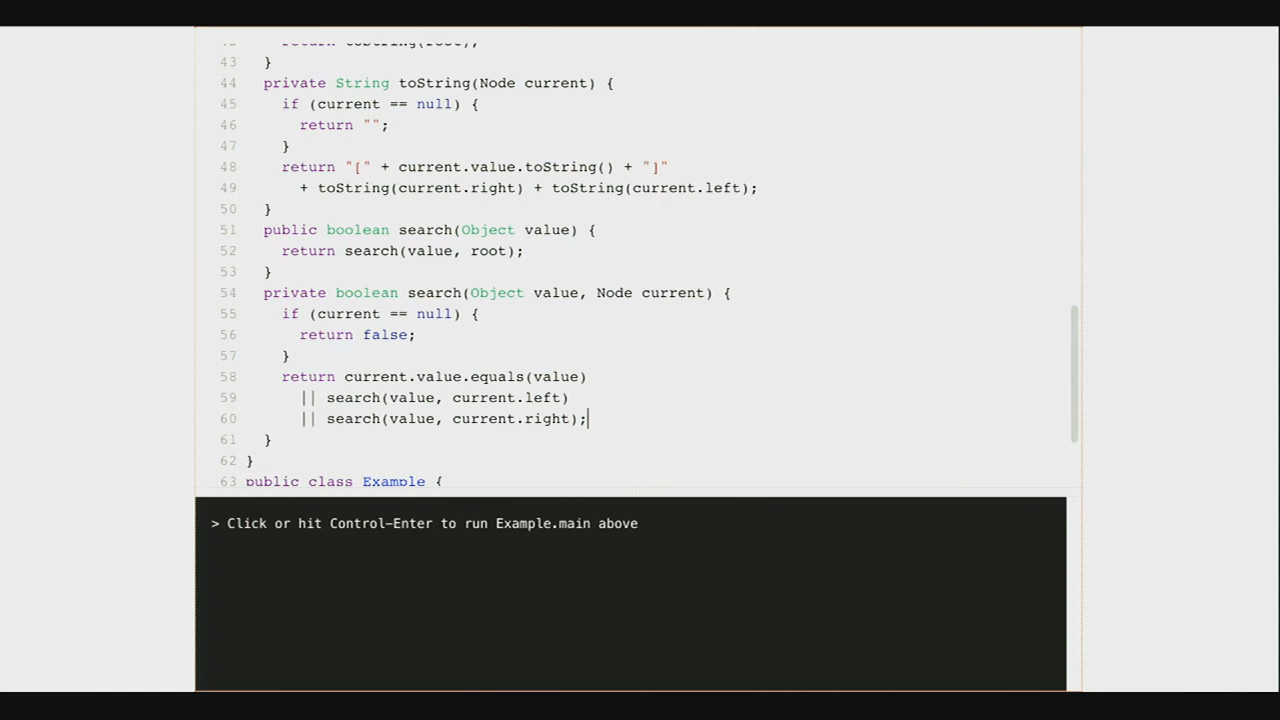 42 return toString(root);
43 }
44 private String toString(Node current) {
45 if (current == null) {
46 return "";
47 }
48 return "[" + current.value.toString() + "]"
49 + toString(current.right) + toString(current.left);
50 }
51 public boolean search(Object value) {
52 return search(value, root);
53 }
54 private boolean search(Object value, Node current) {
55 if (current == null) {
56 return false;
57 }
58 return current.value.equals(value)
59 || search(value, current.left)
60 || search(value, current.right);
61 }
62 }
63 public class Example {
> Click or hit Control-Enter to run Example.main above